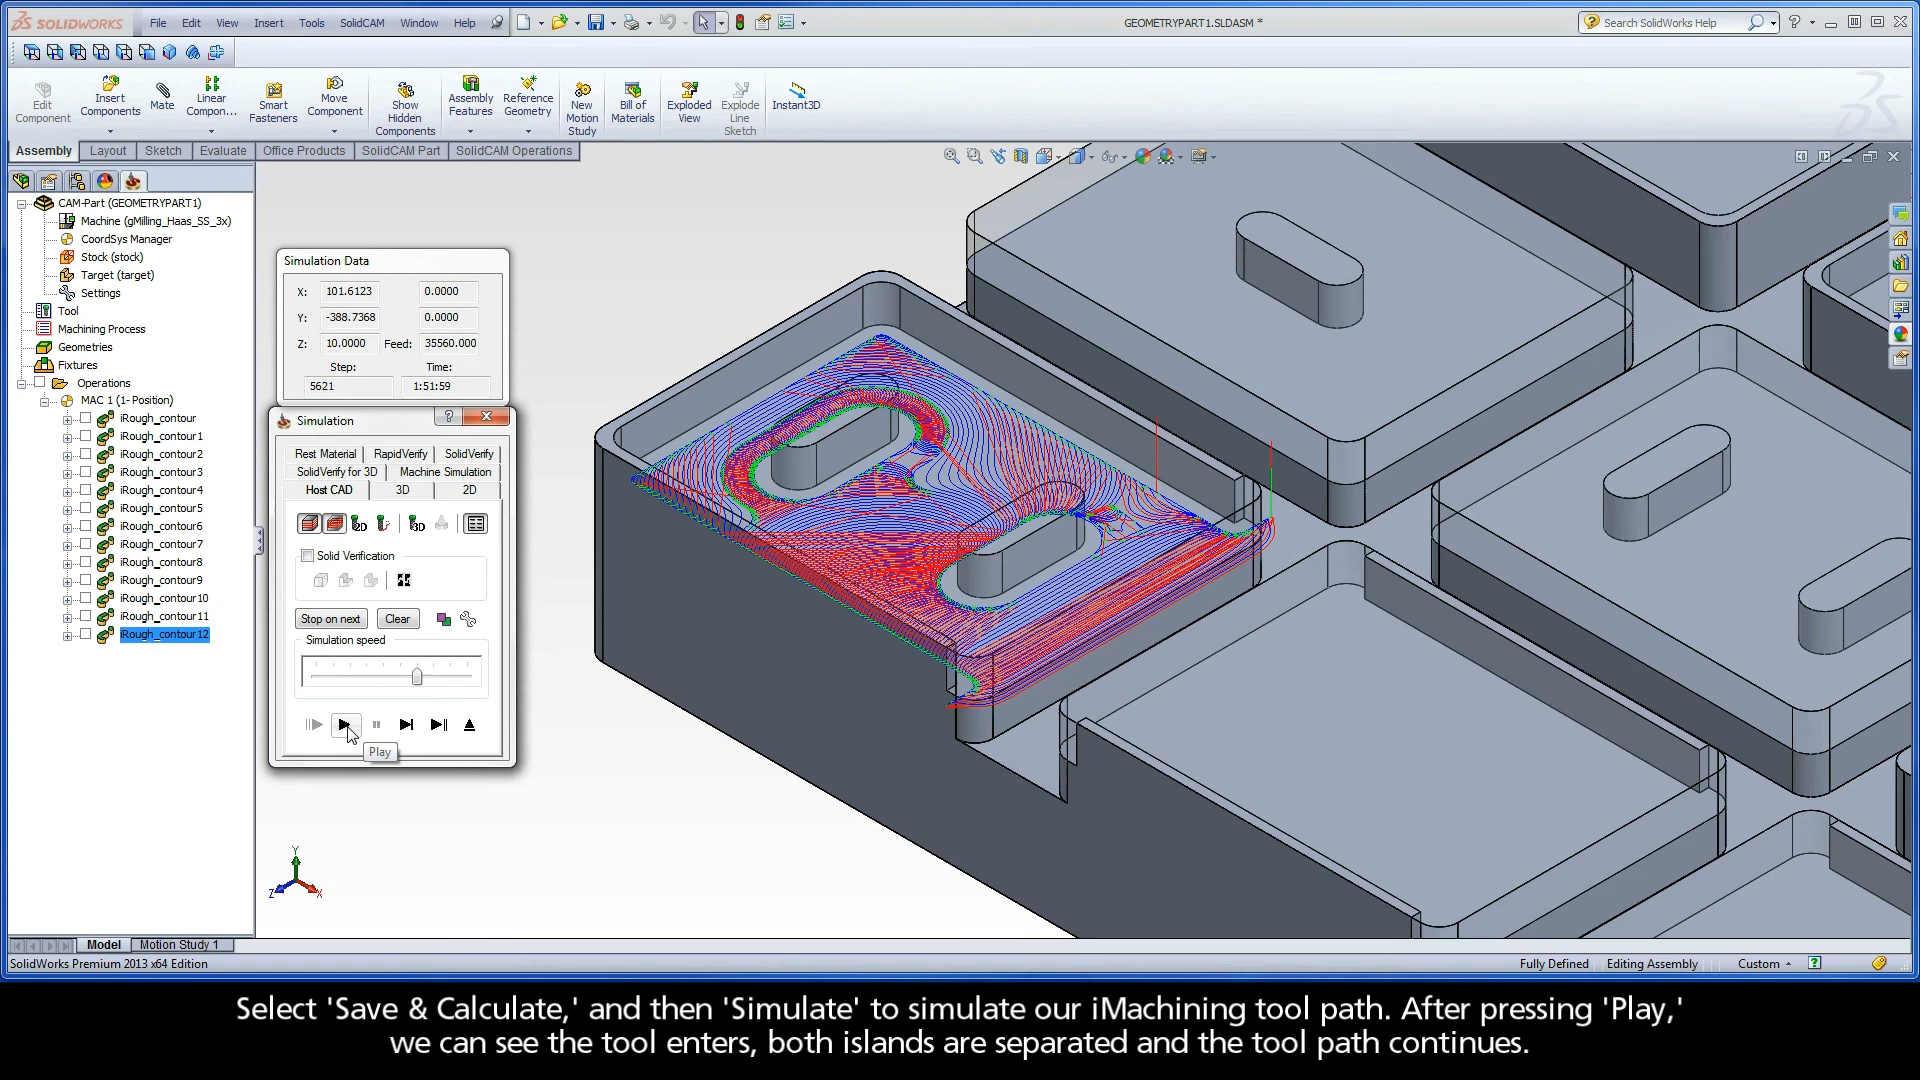 SOLIDWORKS File Edit View Insert Tools SolidCAM Window Help GEOMETRYPART1.SLDASM * Search SolidWorks Help
Edit Component
Insert Components
Mate
Linear Compon...
Smart Fasteners
Move Component
Show Hidden Components
Assembly Features
Reference Geometry
New Motion Study
Bill of Materials
Exploded View
Explode Line Sketch
Instant3D
Assembly Layout Sketch Evaluate Office Products SolidCAM Part SolidCAM Operations
CAM-Part (GEOMETRYPART1)
Machine (gMilling_Haas_SS_3x)
CoordSys Manager
Stock (stock)
Target (target)
Settings
Tool
Machining Process
Geometries
Fixtures
Operations
MAC 1 (1- Position)
iRough_contour
iRough_contour1
iRough_contour2
iRough_contour3
iRough_contour4
iRough_contour5
iRough_contour6
iRough_contour7
iRough_contour8
iRough_contour9
iRough_contour10
iRough_contour11
iRough_contour12
Simulation Data
X: 101.6123 0.0000
Y: -388.7368 0.0000
Z: 10.0000 Feed: 35560.000
Step: Time:
5621 1:51:59
Simulation
Rest Material RapidVerify SolidVerify
SolidVerify for 3D Machine Simulation
Host CAD 3D 2D
2D 3D
Solid Verification
Stop on next Clear
Simulation speed
Play
Y
Z X
Model Motion Study 1
SolidWorks Premium 2013 x64 Edition Fully Defined Editing Assembly Custom
Select 'Save & Calculate,' and then 'Simulate' to simulate our iMachining tool path. After pressing 'Play,'
we can see the tool enters, both islands are separated and the tool path continues.